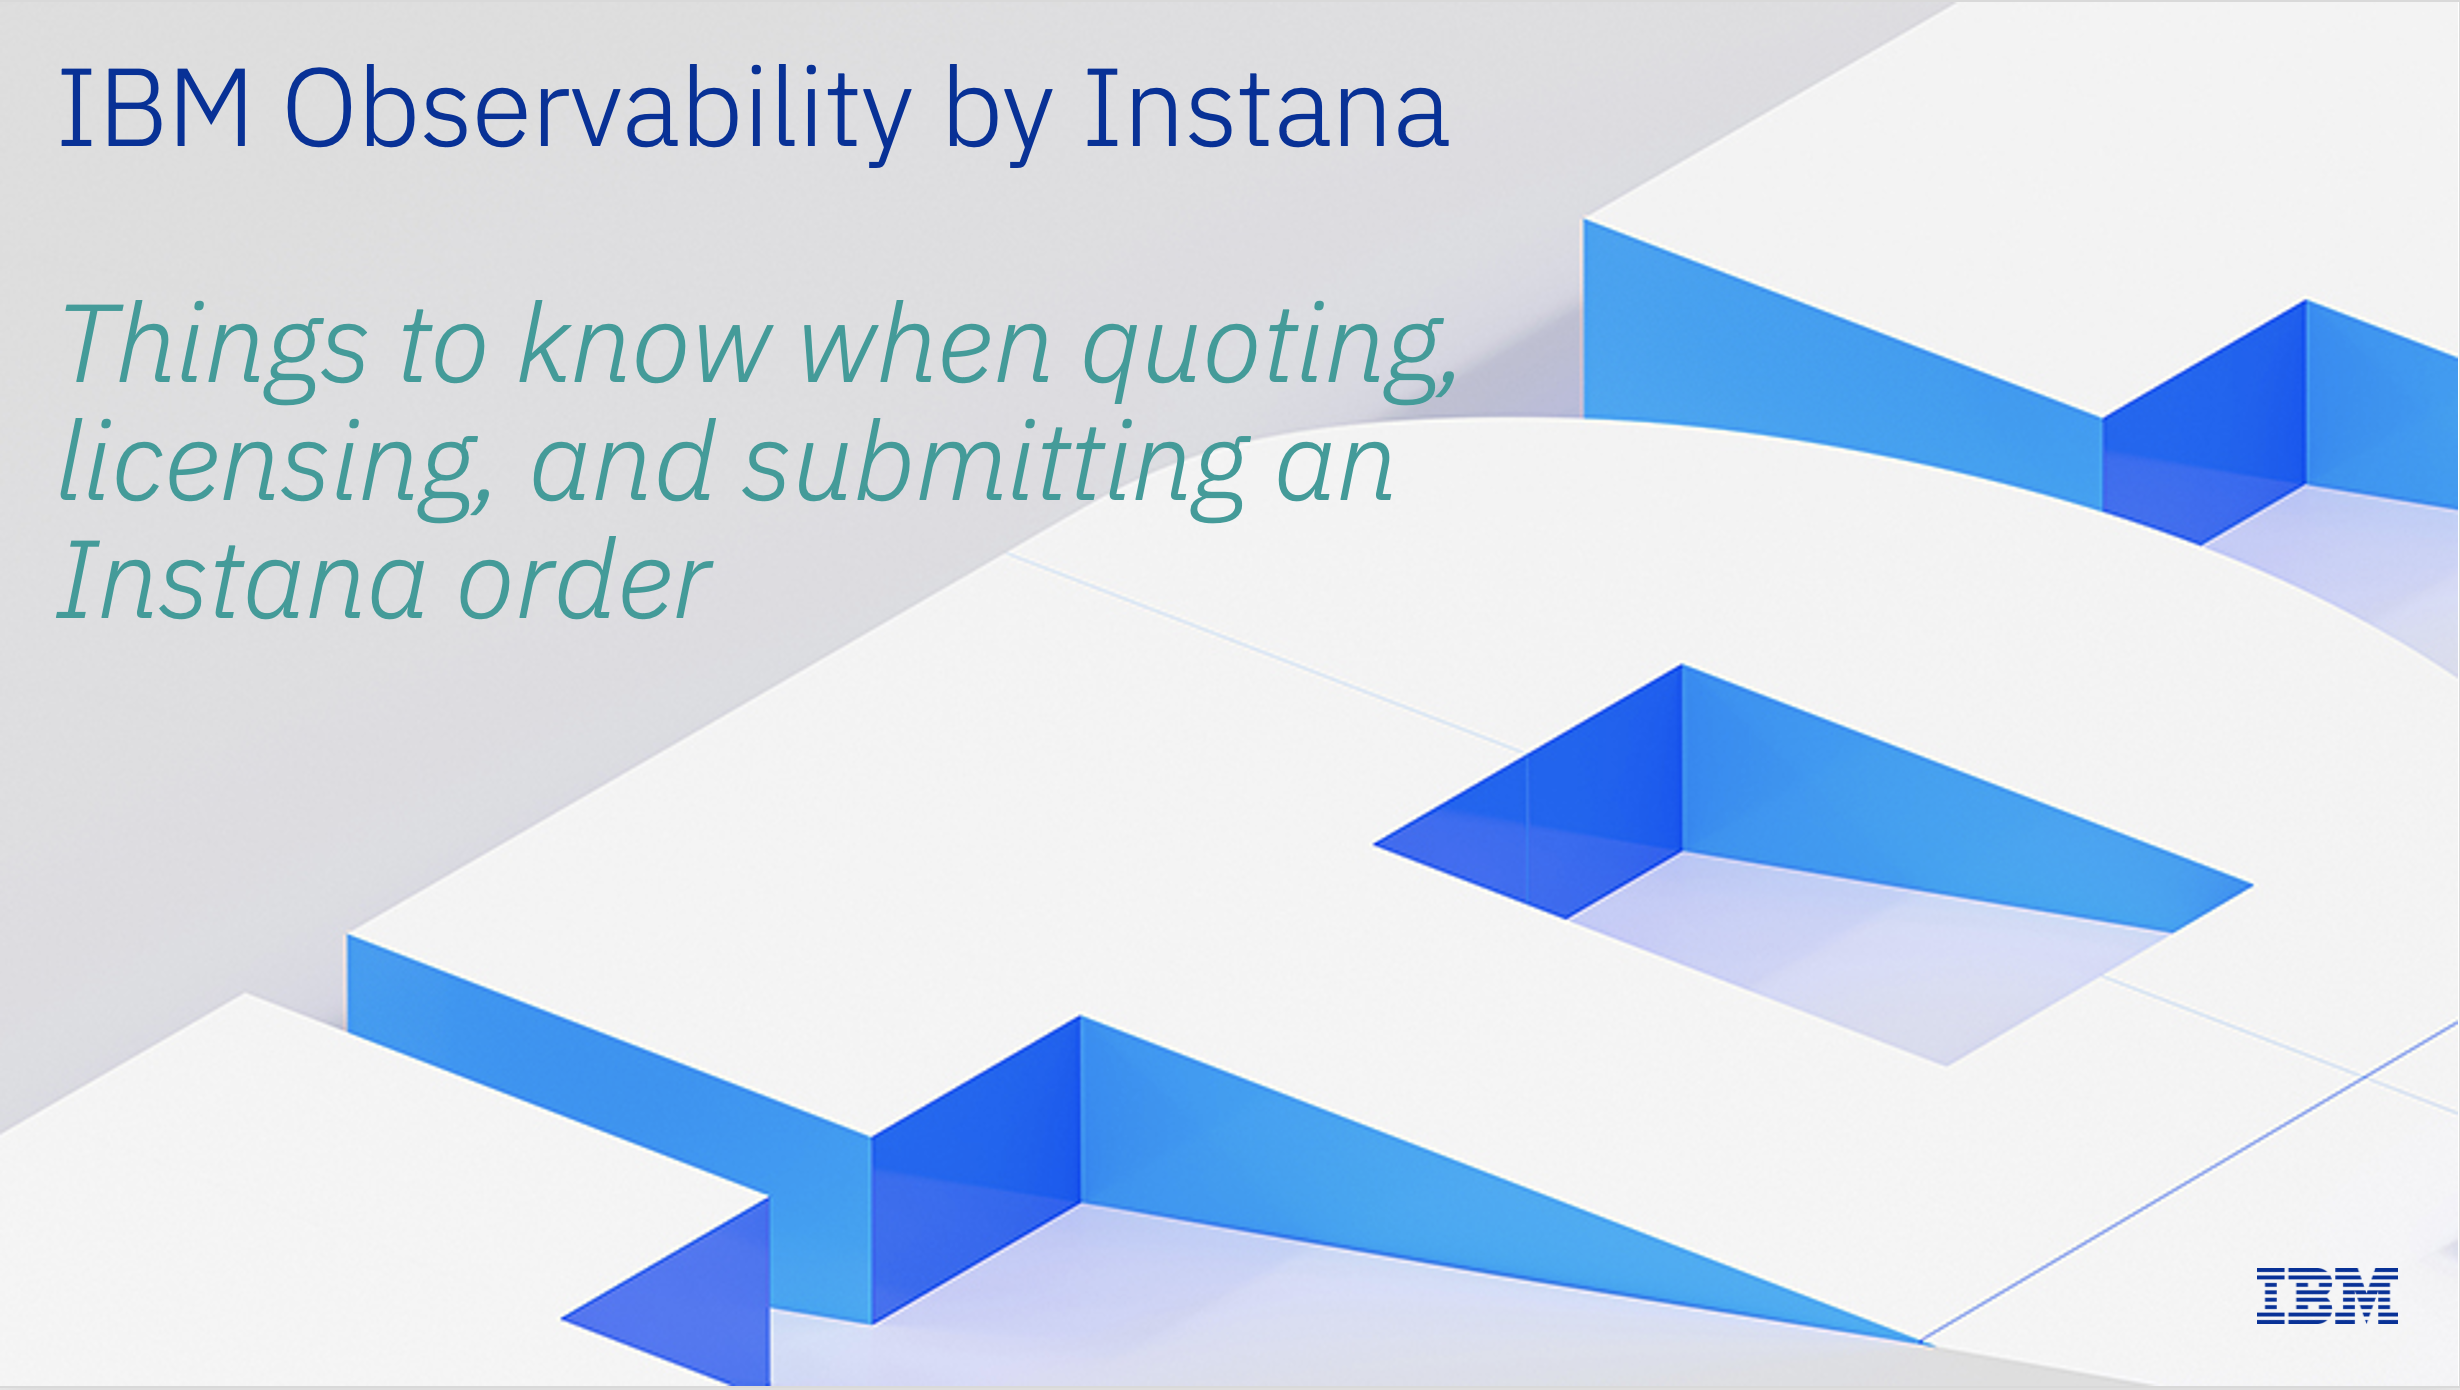 IBM Observability by Instana
Things to know when quoting,
licensing, and submitting an
Instana order
IBM